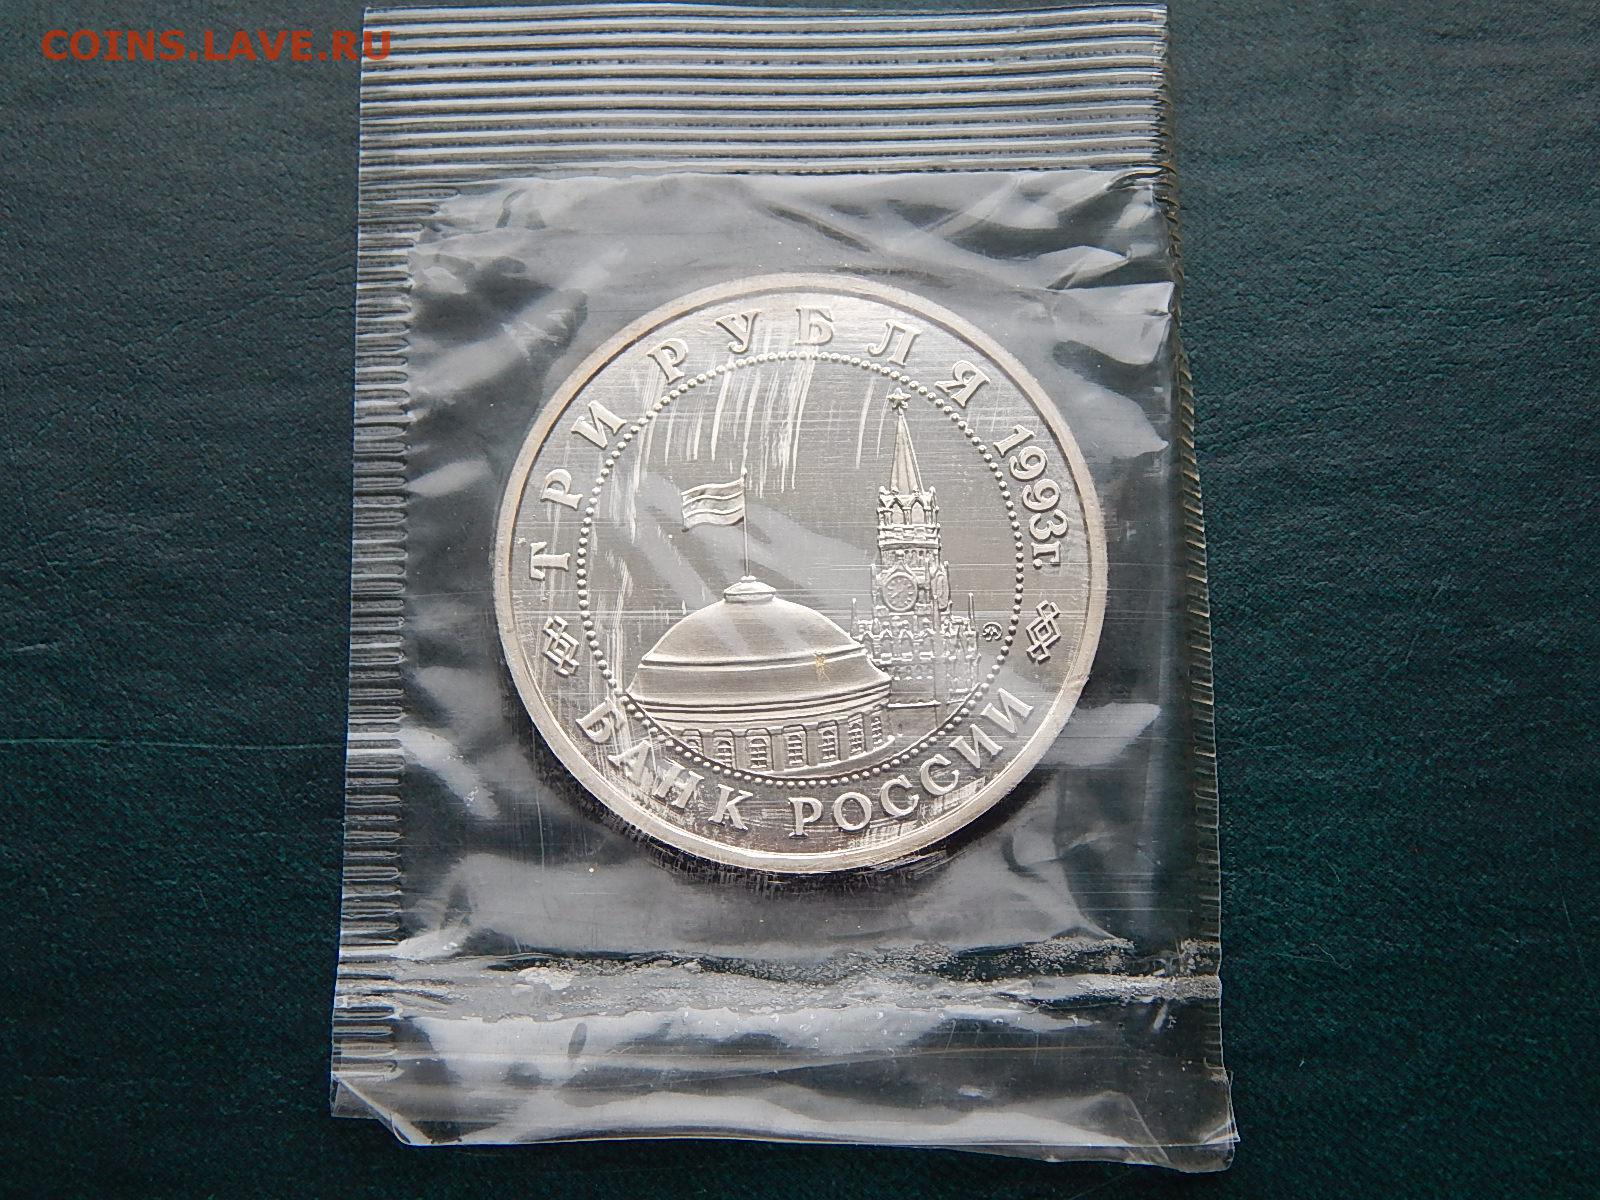 COINS.LAVE.RU
ТРИ РУБЛЯ 1993г.
БАНК РОССИИ